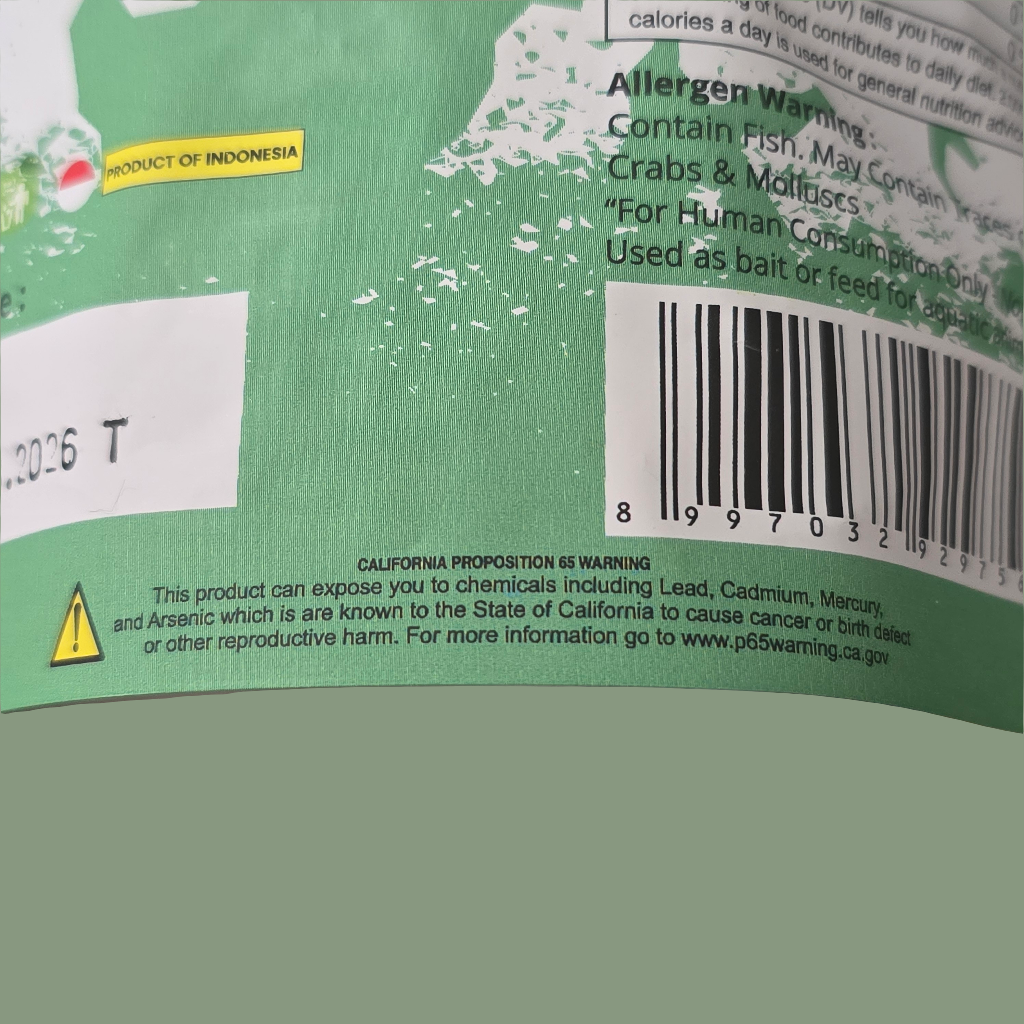 PRODUCT OF INDONESIA
e:
.2026 T
g of food contributes to daily diet.
(DV) tells you how
calories a day is used for general nutrition advic
Allergen Warning:
Contain Fish. May Contain Traces
Crabs & Molluscs
“For Human Consumption Only
Used as bait or feed for aquatic
8 997032 92975
CALIFORNIA PROPOSITION 65 WARNING
This product can expose you to chemicals including Lead, Cadmium, Mercury,
and Arsenic which is are known to the State of California to cause cancer or birth defect
or other reproductive harm. For more information go to www.p65warning.ca.gov